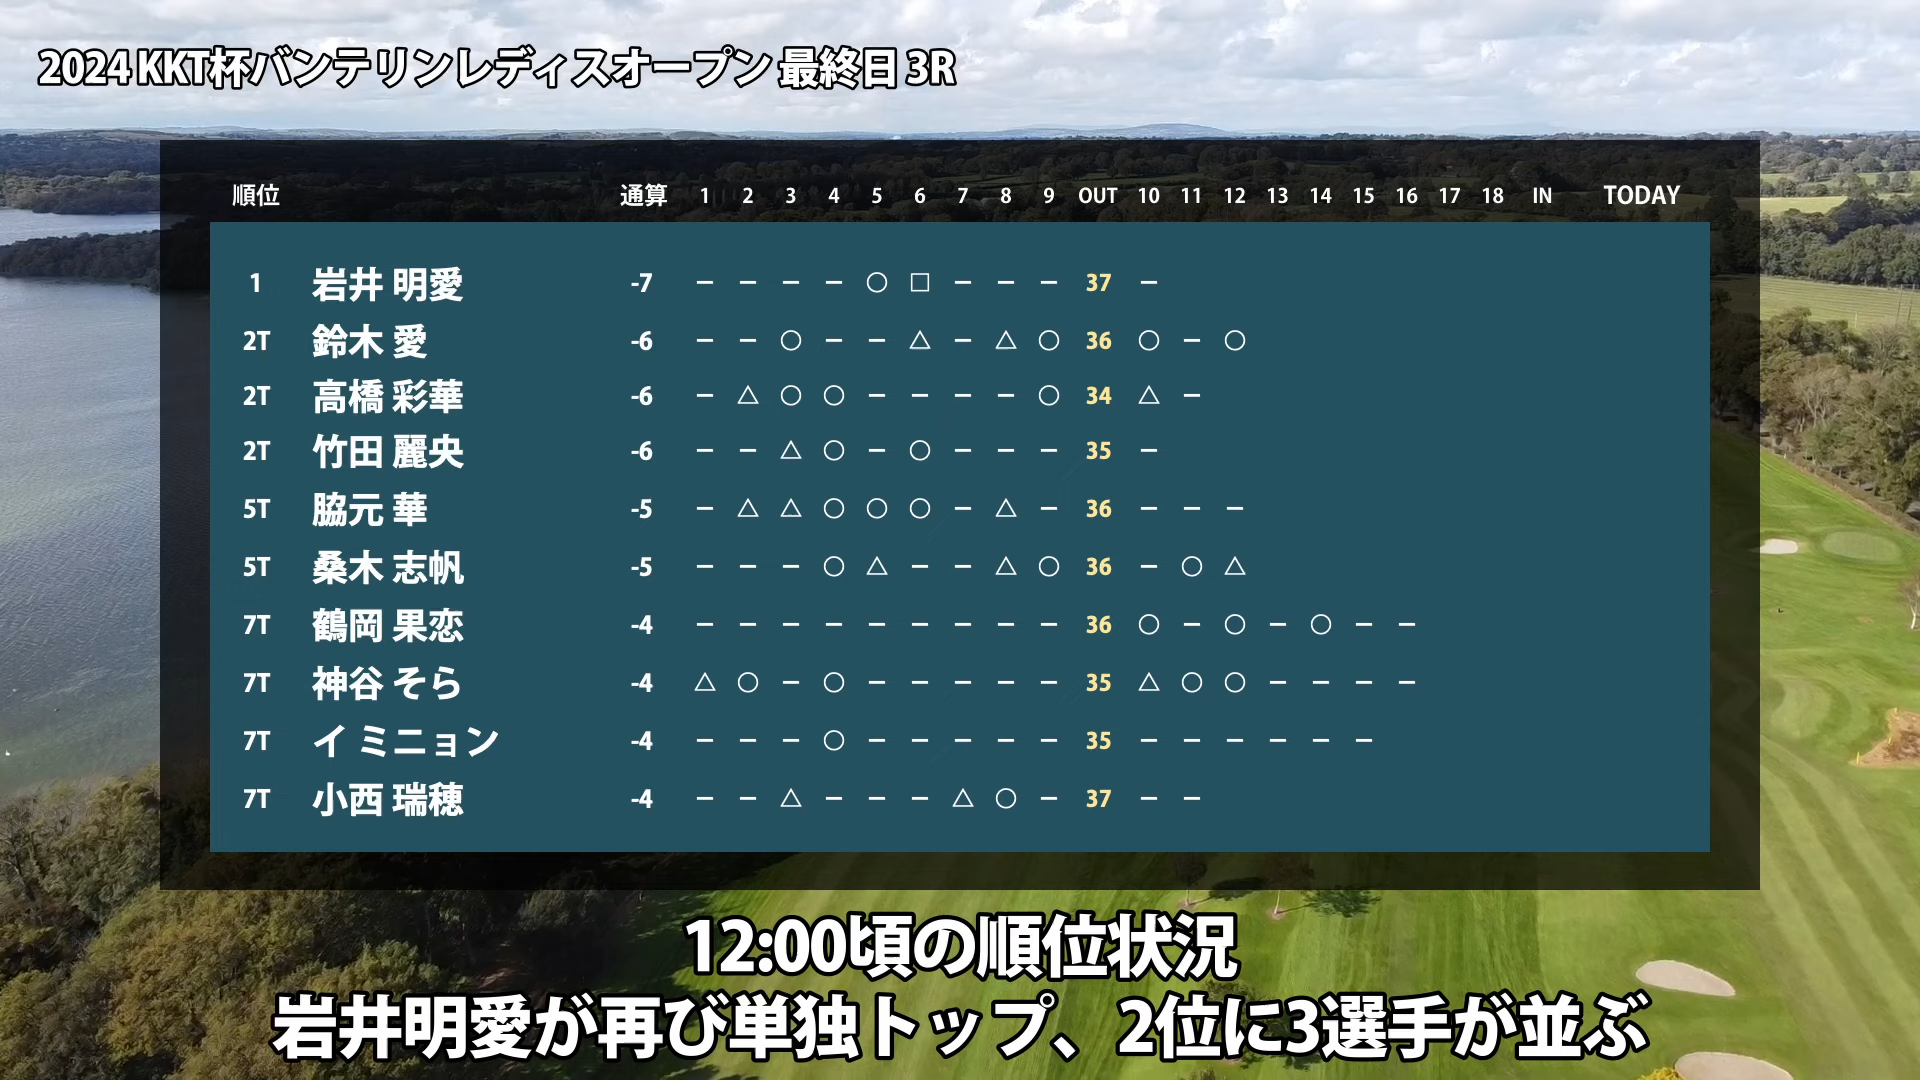 2024 KKT杯バンテリンレディスオープン 最終日 3R
順位 通算 1 2 3 4 5 6 7 8 9 OUT 10 11 12 13 14 15 16 17 18 IN TODAY
1 岩井 明愛 -7 － － － － ○ □ － － － 37 －
2T 鈴木 愛 -6 － － ○ － － △ － △ ○ 36 ○ － ○
2T 高橋 彩華 -6 － △ ○ ○ － － － － ○ 34 △ －
2T 竹田 麗央 -6 － － △ ○ － ○ － － － 35 －
5T 脇元 華 -5 － △ △ ○ ○ ○ － △ － 36 － － －
5T 桑木 志帆 -5 － － － ○ △ － － △ ○ 36 － ○ △
7T 鶴岡 果恋 -4 － － － － － － － － － 36 ○ － ○ － ○ － －
7T 神谷 そら -4 △ ○ － ○ － － － － － 35 △ ○ ○ － － － －
7T イ ミニョン -4 － － － ○ － － － － － 35 － － － － － －
7T 小西 瑞穂 -4 － － △ － － － △ ○ － 37 － －
12:00頃の順位状況
岩井明愛が再び単独トップ、2位に3選手が並ぶ